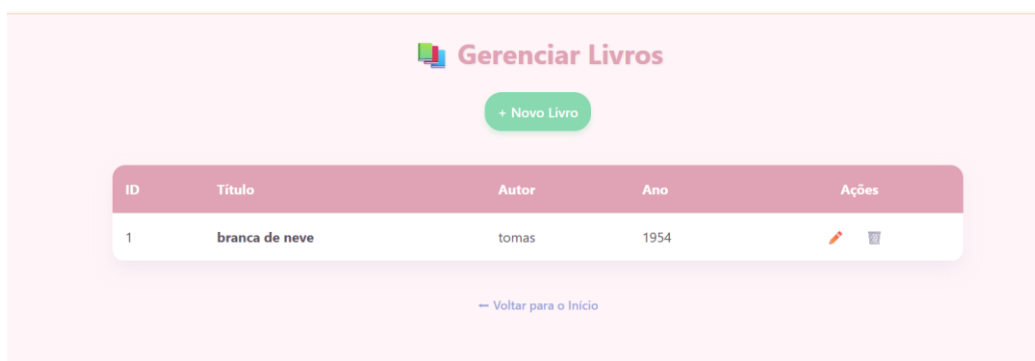 📚 Gerenciar Livros
+ Novo Livro
ID Título Autor Ano Ações
1 branca de neve tomas 1954
← Voltar para o Início